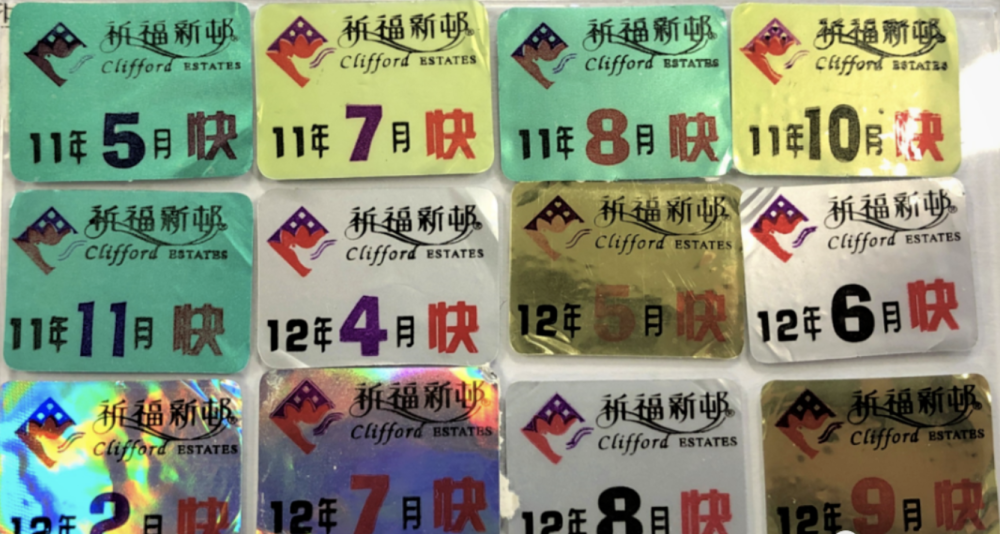 祈福新邨
Clifford ESTATES
11年5月 快
祈福新邨
Clifford ESTATES
11年7月 快
祈福新邨
Clifford ESTATES
11年8月 快
祈福新邨
Clifford ESTATES
11年10月 快
祈福新邨
Clifford ESTATES
11年11月 快
祈福新邨®
Clifford ESTATES
12年4月 快
祈福新邨
Clifford ESTATES
12年5月 快
祈福新邨®
Clifford ESTATES
12年6月 快
祈福新邨®
Clifford ESTATES
12年2月 快
祈福新邨®
Clifford ESTATES
12年7月 快
祈福新邨®
Clifford ESTATES
12年8月 快
祈福新邨®
Clifford ESTATES
12年9月 快